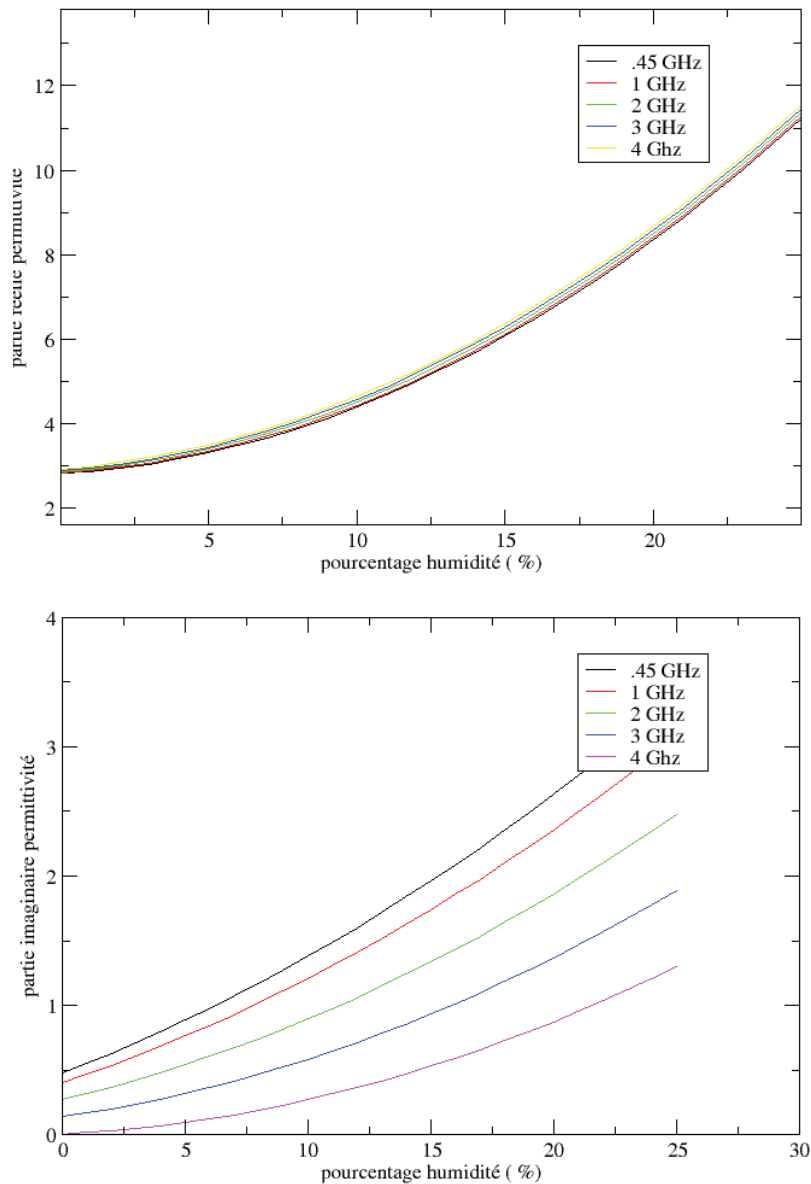 12
10
8
6
4
2
partie réelle permittivité
.45 GHz
1 GHz
2 GHz
3 GHz
4 Ghz
5
10
15
20
pourcentage humidité ( %)
4
3
2
1
0
partie imaginaire permittivité
.45 GHz
1 GHz
2 GHz
3 GHz
4 Ghz
0
5
10
15
20
25
30
pourcentage humidité ( %)